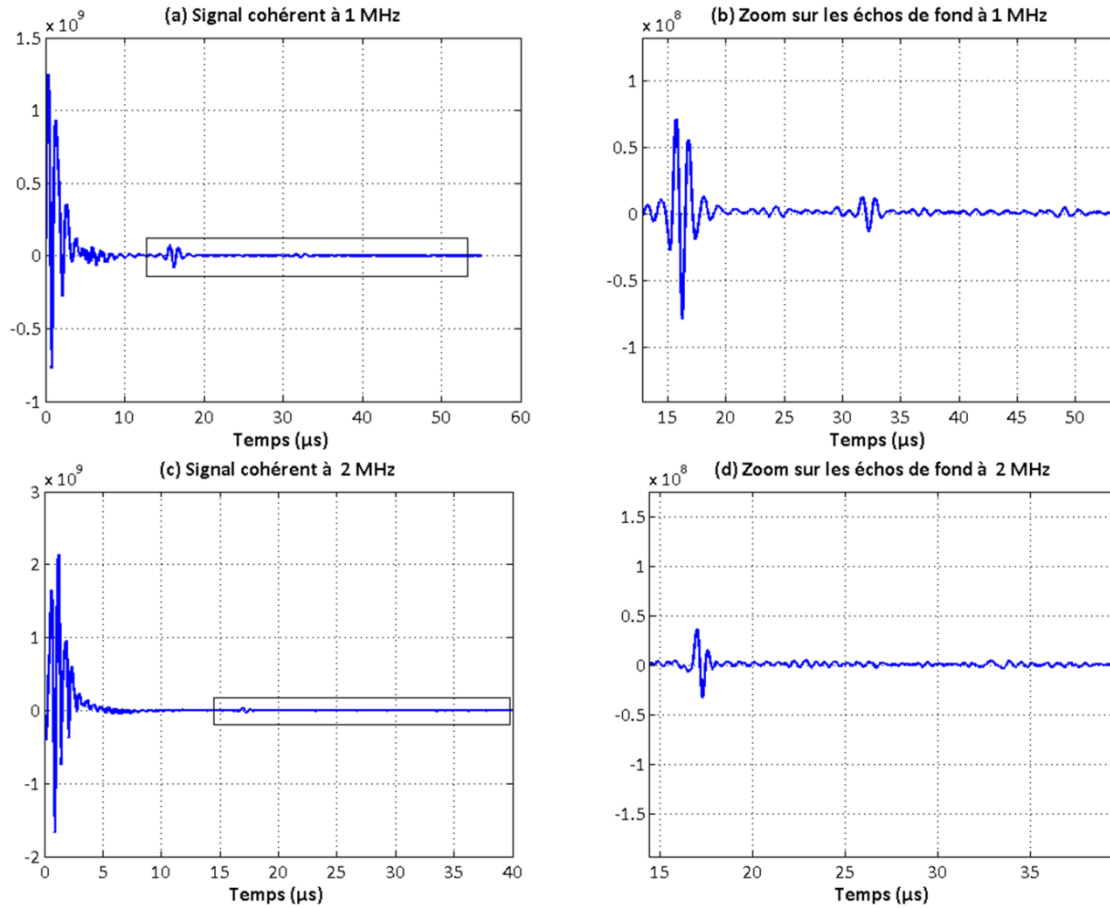 (a) Signal cohérent à 1 MHz
x 10^9
1.5
1
0.5
0
-0.5
-1
0 10 20 30 40 50 60
Temps (µs)
(b) Zoom sur les échos de fond à 1 MHz
x 10^8
1
0.5
0
-0.5
-1
15 20 25 30 35 40 45 50
Temps (µs)
(c) Signal cohérent à 2 MHz
x 10^9
3
2
1
0
-1
-2
0 5 10 15 20 25 30 35 40
Temps (µs)
(d) Zoom sur les échos de fond à 2 MHz
x 10^8
1.5
1
0.5
0
-0.5
-1
-1.5
15 20 25 30 35
Temps (µs)